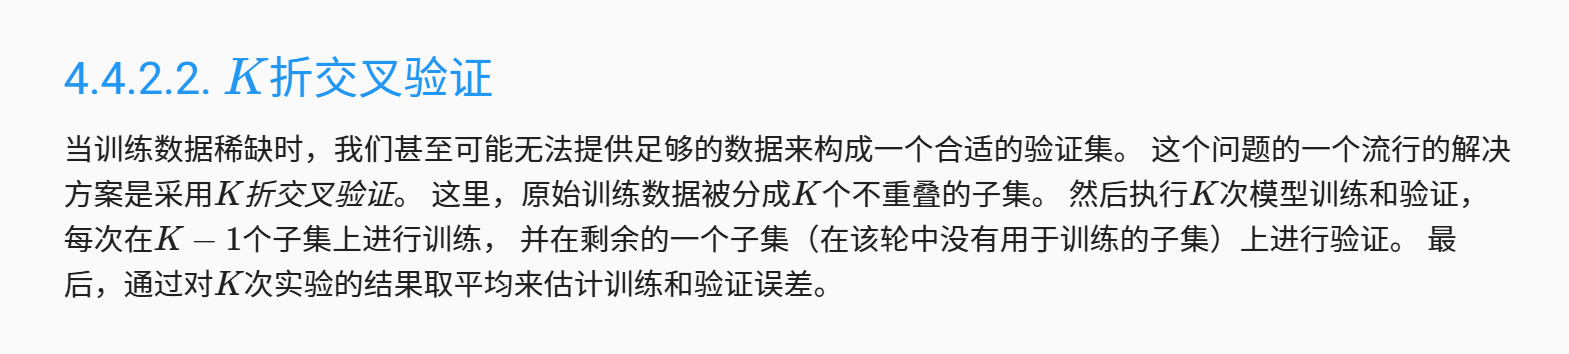 4.4.2.2. K折交叉验证
当训练数据稀缺时，我们甚至可能无法提供足够的数据来构成一个合适的验证集。 这个问题的一个流行的解决
方案是采用K折交叉验证。 这里，原始训练数据被分成K个不重叠的子集。 然后执行K次模型训练和验证，
每次在K − 1个子集上进行训练， 并在剩余的一个子集（在该轮中没有用于训练的子集）上进行验证。 最
后，通过对K次实验的结果取平均来估计训练和验证误差。